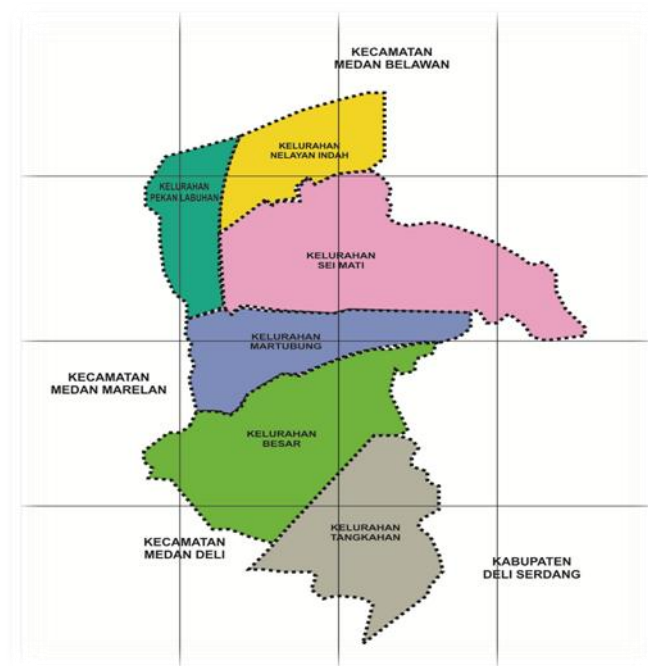 KECAMATAN
MEDAN BELAWAN
KELURAHAN
NELAYAN INDAH
KELURAHAN
PEKAN LABUHAN
KELURAHAN
SEI MATI
KELURAHAN
MARTUBUNG
KECAMATAN
MEDAN MARELAN
KELURAHAN
BESAR
KELURAHAN
TANGKAHAN
KECAMATAN
MEDAN DELI
KABUPATEN
DELI SERDANG